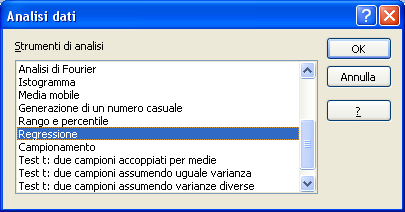 Analisi dati
Strumenti di analisi
Analisi di Fourier
Istogramma
Media mobile
Generazione di un numero casuale
Rango e percentile
Regressione
Campionamento
Test t: due campioni accoppiati per medie
Test t: due campioni assumendo uguale varianza
Test t: due campioni assumendo varianze diverse
OK
Annulla
?